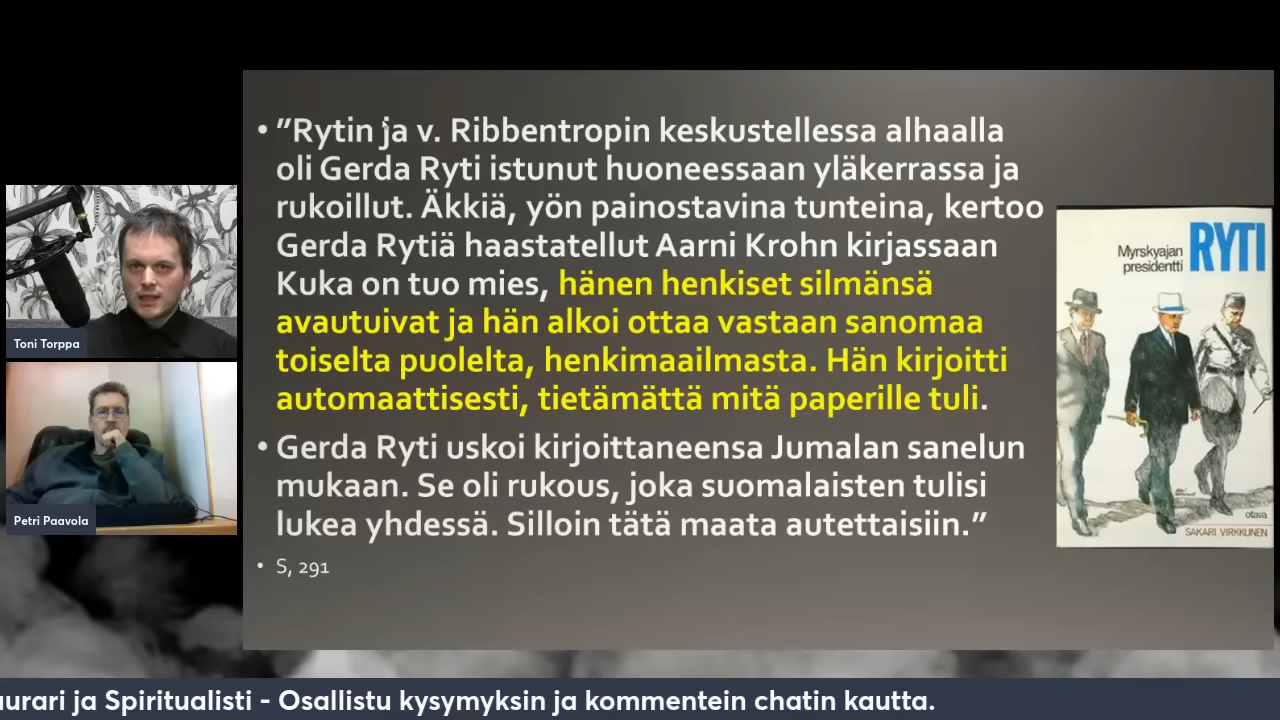 • ”Rytin ja v. Ribbentropin keskustellessa alhaalla
oli Gerda Ryti istunut huoneessaan yläkerrassa ja
rukoillut. Äkkiä, yön painostavina tunteina, kertoo
Gerda Rytiä haastatellut Aarni Krohn kirjassaan
Kuka on tuo mies, hänen henkiset silmänsä
avautuivat ja hän alkoi ottaa vastaan sanomaa
toiselta puolelta, henkimaailmasta. Hän kirjoitti
automaattisesti, tietämättä mitä paperille tuli.
• Gerda Ryti uskoi kirjoittaneensa Jumalan sanelun
mukaan. Se oli rukous, joka suomalaisten tulisi
lukea yhdessä. Silloin tätä maata autettaisiin.”
• S, 291
Myrskyajan
presidentti
RYTI
otava
SAKARI VIRKKUNEN
Toni Torppa
Petri Paavola
aurari ja Spiritualisti - Osallistu kysymyksin ja kommentein chatin kautta.